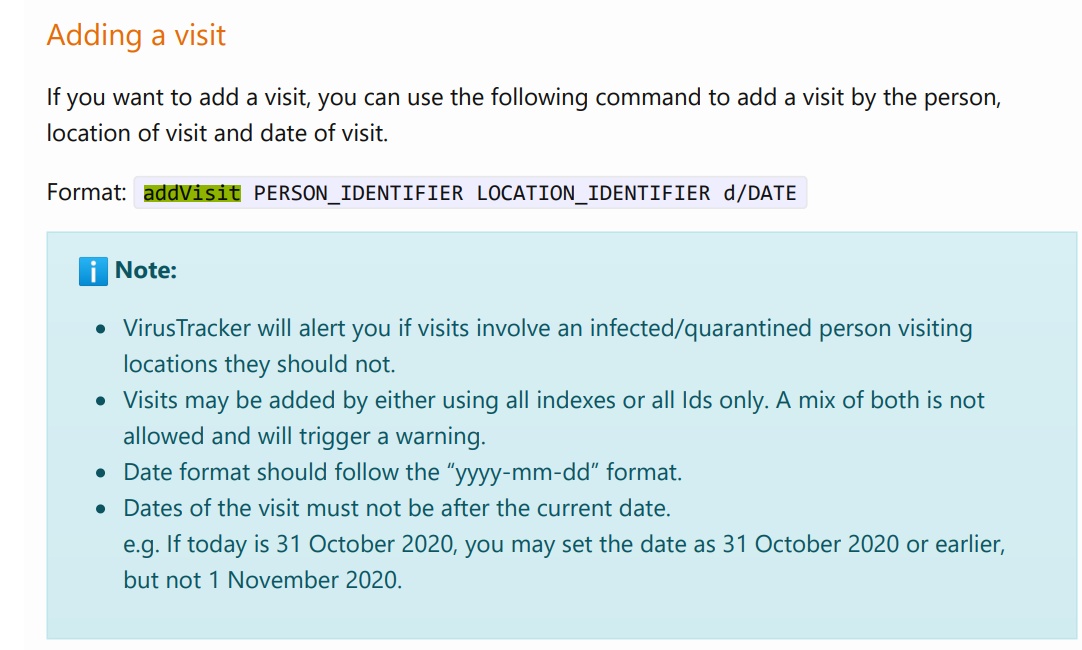 Adding a visit
If you want to add a visit, you can use the following command to add a visit by the person,
location of visit and date of visit.
Format: addVisit PERSON_IDENTIFIER LOCATION_IDENTIFIER d/DATE
i Note:
• VirusTracker will alert you if visits involve an infected/quarantined person visiting
locations they should not.
• Visits may be added by either using all indexes or all Ids only. A mix of both is not
allowed and will trigger a warning.
• Date format should follow the “yyyy-mm-dd” format.
• Dates of the visit must not be after the current date.
e.g. If today is 31 October 2020, you may set the date as 31 October 2020 or earlier,
but not 1 November 2020.